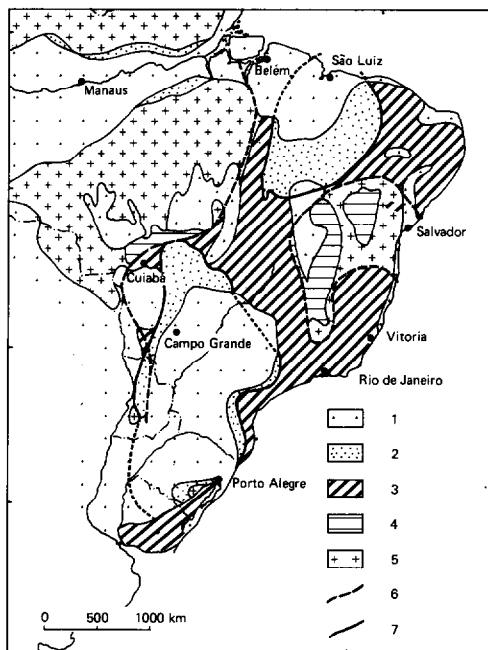 Belém
São Luiz
Manaus
Salvador
Cuiabá
Campo Grande
Vitoria
Rio de Janeiro
1
2
3
Porto Alegre
4
5
6
0 500 1000 km
7